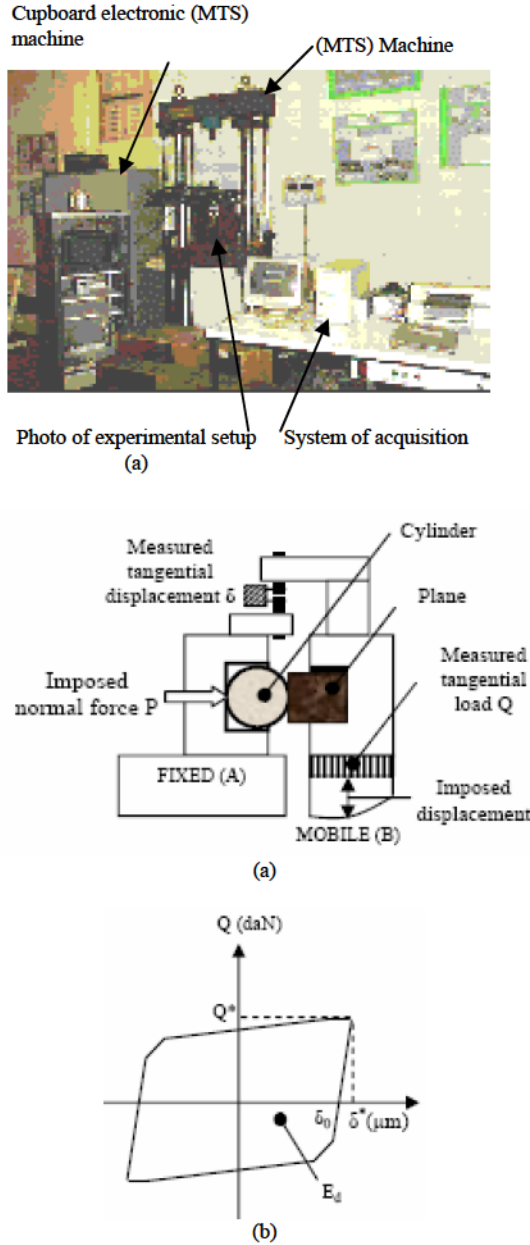 Cupboard electronic (MTS)
machine
(MTS) Machine
Photo of experimental setup
System of acquisition
(a)
Cylinder
Measured
tangential
displacement δ
Plane
Imposed
normal force P
Measured
tangential
load Q
FIXED (A)
Imposed
displacement
MOBILE (B)
(a)
Q (daN)
Q*
δ₀
δ*(μm)
E_d
(b)